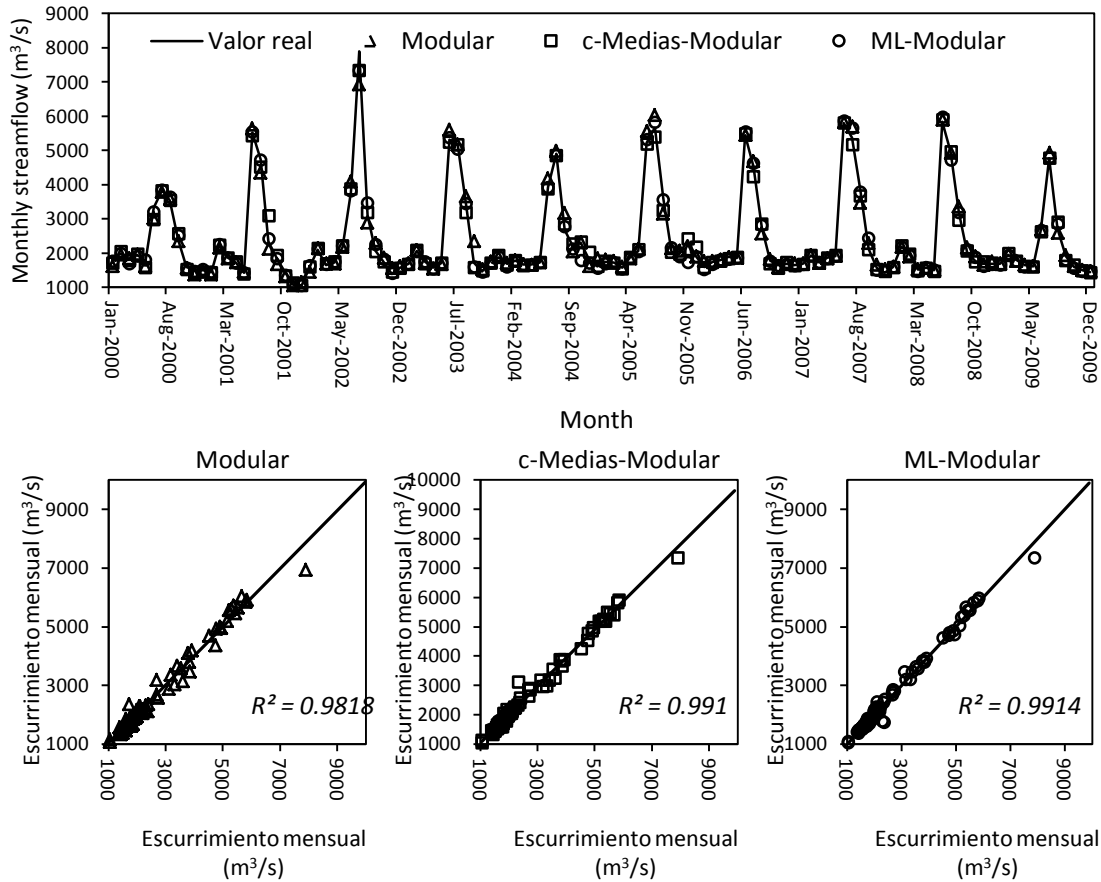 Monthly streamflow (m³/s)
9000
8000
7000
6000
5000
4000
3000
2000
1000
Valor real
Modular
c-Medias-Modular
ML-Modular
Jan-2000
Aug-2000
Mar-2001
Oct-2001
May-2002
Dec-2002
Jul-2003
Feb-2004
Sep-2004
Apr-2005
Nov-2005
Jun-2006
Jan-2007
Aug-2007
Mar-2008
Oct-2008
May-2009
Dec-2009
Month
Modular
Escurrimiento mensual (m³/s)
9000
7000
5000
3000
1000
R² = 0.9818
1000
3000
5000
7000
9000
Escurrimiento mensual
(m³/s)
c-Medias-Modular
Escurrimiento mensual (m³/s)
10000
9000
8000
7000
6000
5000
4000
3000
2000
1000
R² = 0.991
1000
3000
5000
7000
9000
Escurrimiento mensual
(m³/s)
ML-Modular
Escurrimiento mensual (m³/s)
9000
7000
5000
3000
1000
R² = 0.9914
1000
3000
5000
7000
9000
Escurrimiento mensual
(m³/s)